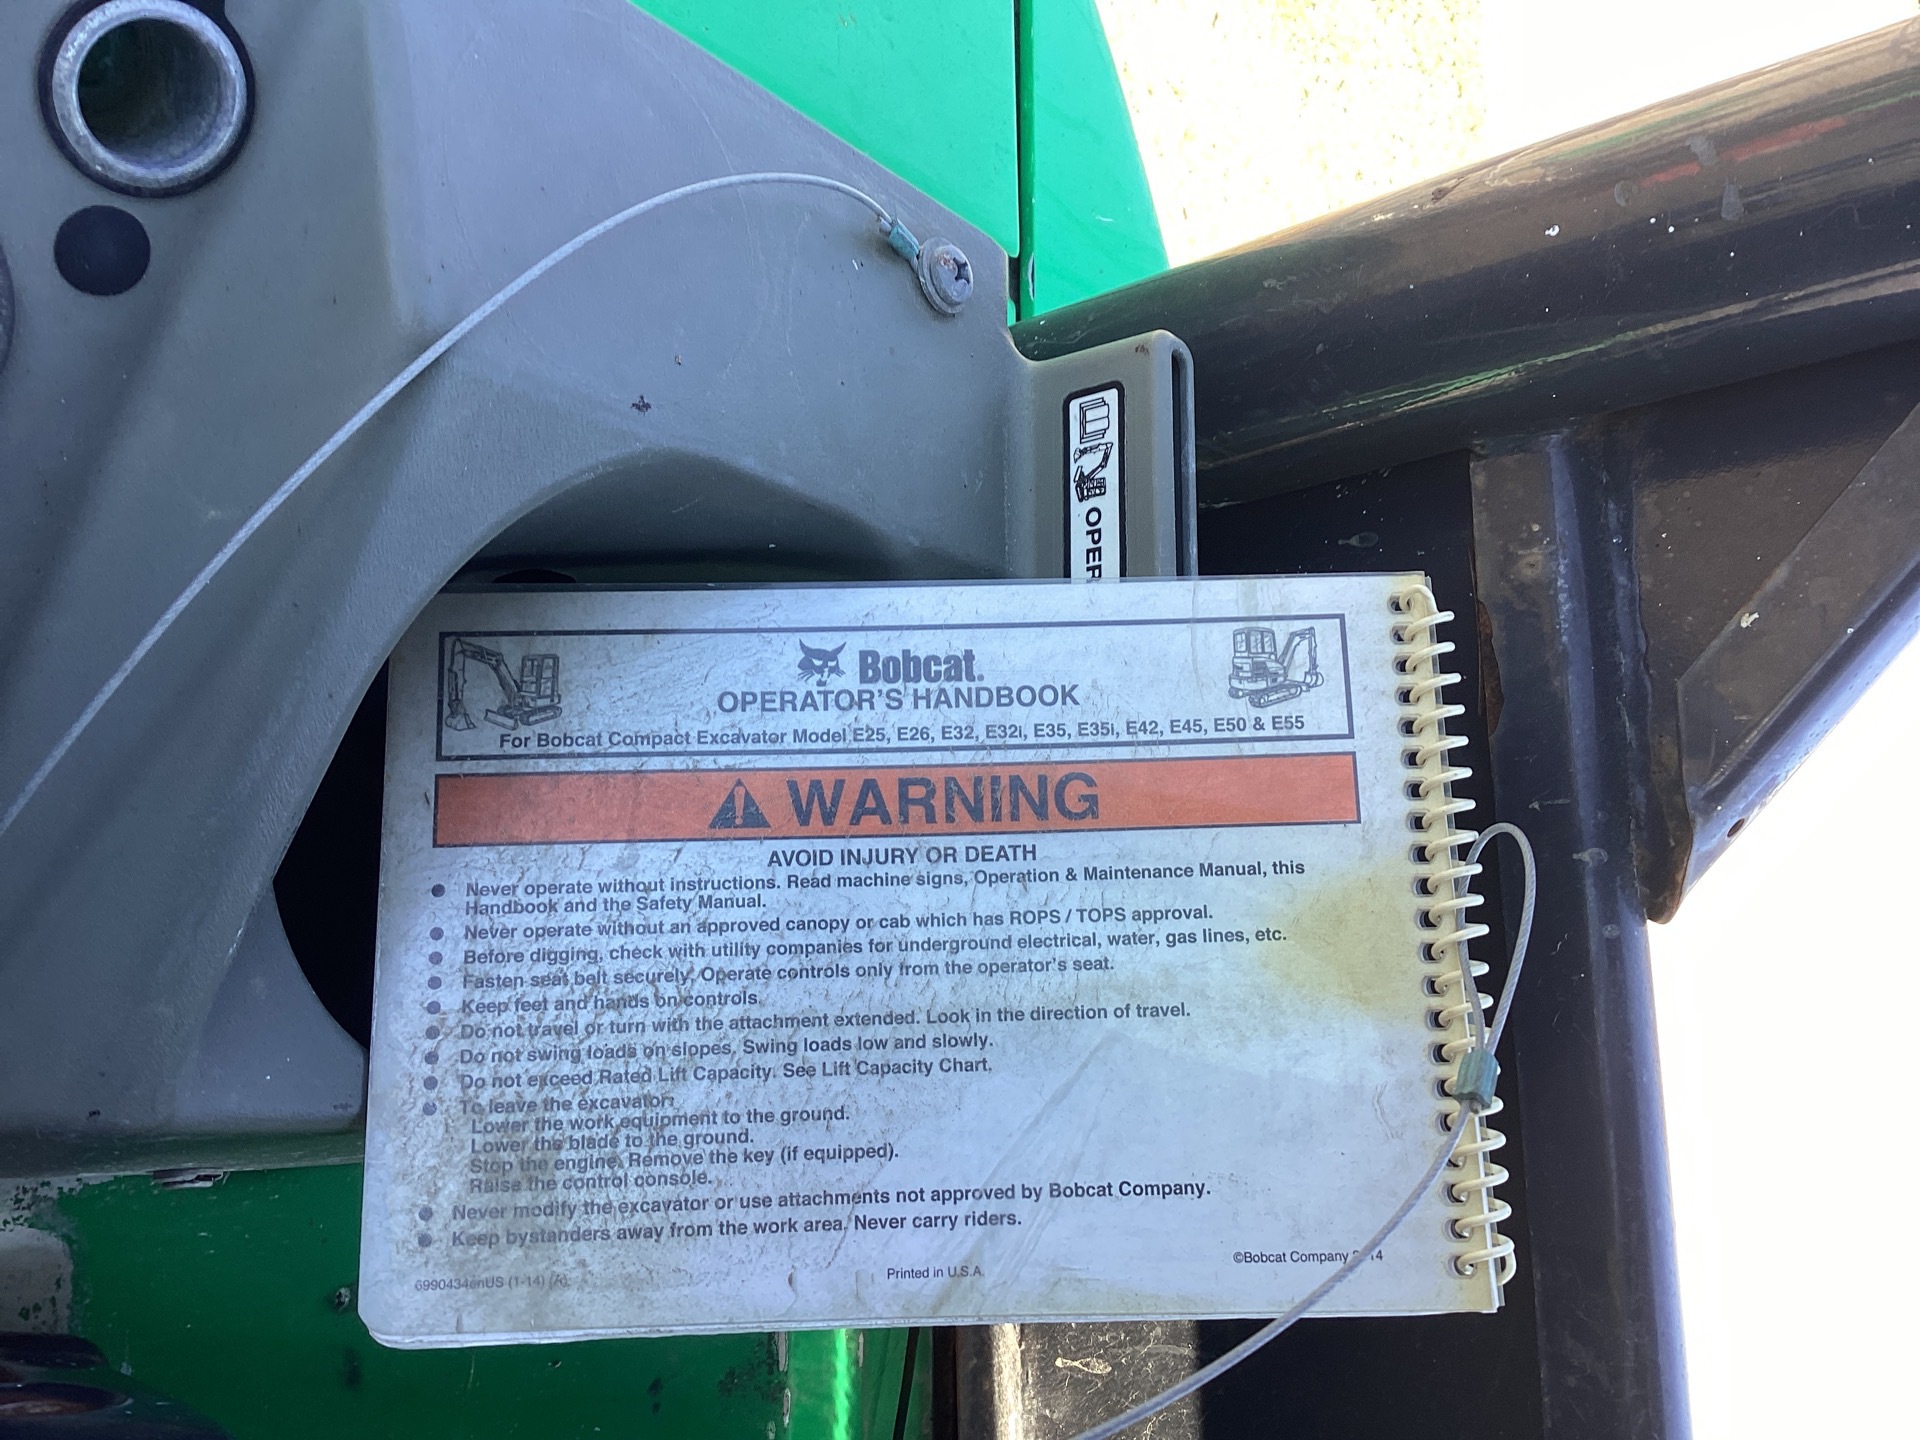 OPER
Bobcat.
OPERATOR'S HANDBOOK
For Bobcat Compact Excavator Model E25, E26, E32, E32i, E35, E35i, E42, E45, E50 & E55
WARNING
AVOID INJURY OR DEATH
● Never operate without instructions. Read machine signs, Operation & Maintenance Manual, this
Handbook and the Safety Manual.
● Never operate without an approved canopy or cab which has ROPS / TOPS approval.
● Before digging, check with utility companies for underground electrical, water, gas lines, etc.
● Fasten seat belt securely. Operate controls only from the operator's seat.
● Keep feet and hands on controls.
● Do not travel or turn with the attachment extended. Look in the direction of travel.
● Do not swing loads on slopes. Swing loads low and slowly.
● Do not exceed Rated Lift Capacity. See Lift Capacity Chart.
● To leave the excavator:
Lower the work equipment to the ground.
Lower the blade to the ground.
Stop the engine. Remove the key (if equipped).
Raise the control console.
● Never modify the excavator or use attachments not approved by Bobcat Company.
● Keep bystanders away from the work area. Never carry riders.
6990434enUS (1-14) (A)
Printed in U.S.A.
©Bobcat Company